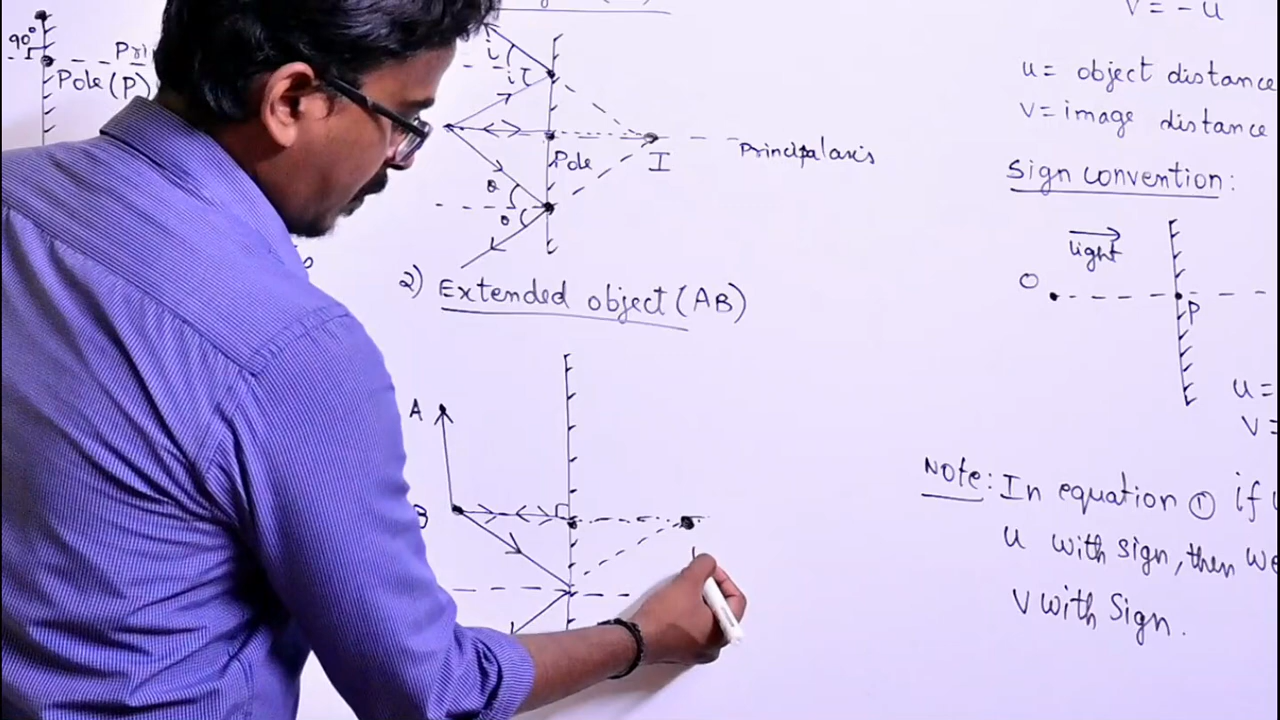 90°
Pole (P)
i
i
Pole
I
Principal axis
θ
θ
2) Extended object (AB)
A
B
V = - u
u = object distance
v = image distance
Sign convention:
light
O
P
u =
V =
Note: In equation ① if
u with sign, then we
V with Sign.